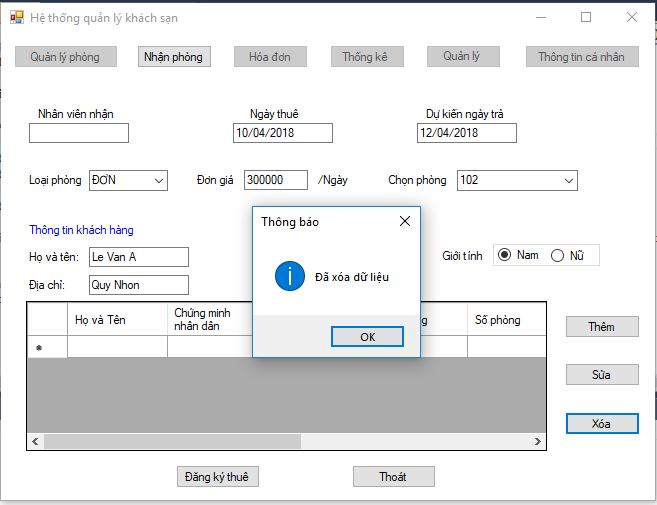 Hệ thống quản lý khách sạn
Quản lý phòng Nhận phòng Hóa đơn Thống kê Quản lý Thông tin cá nhân
Nhân viên nhận Ngày thuê Dự kiến ngày trả
10/04/2018 12/04/2018
Loại phòng ĐƠN Đơn giá 300000 /Ngày Chọn phòng 102
Thông tin khách hàng
Thông báo
Họ và tên: Le Van A Giới tính Nam Nữ
Đã xóa dữ liệu
Địa chỉ: Quy Nhon
Họ và Tên Chứng minh nhân dân Số phòng
OK
Thêm
Sửa
Xóa
Đăng ký thuê Thoát